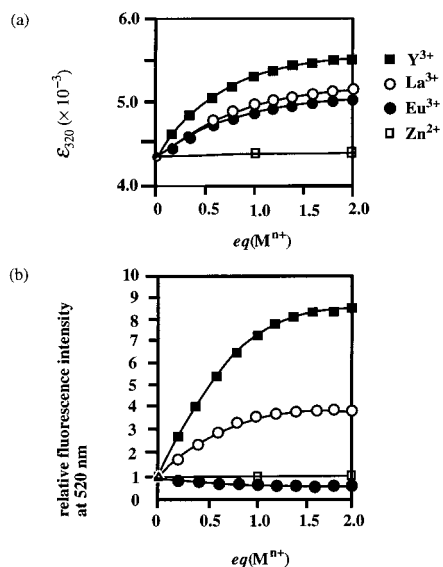 (a)
6.0
5.0
4.0
ε320 (× 10⁻³)
0 0.5 1.0 1.5 2.0
eq(Mⁿ⁺)
Y³⁺
La³⁺
Eu³⁺
Zn²⁺
(b)
10
9
8
7
6
5
4
3
2
1
0
relative fluorescence intensity
at 520 nm
0 0.5 1.0 1.5 2.0
eq(Mⁿ⁺)